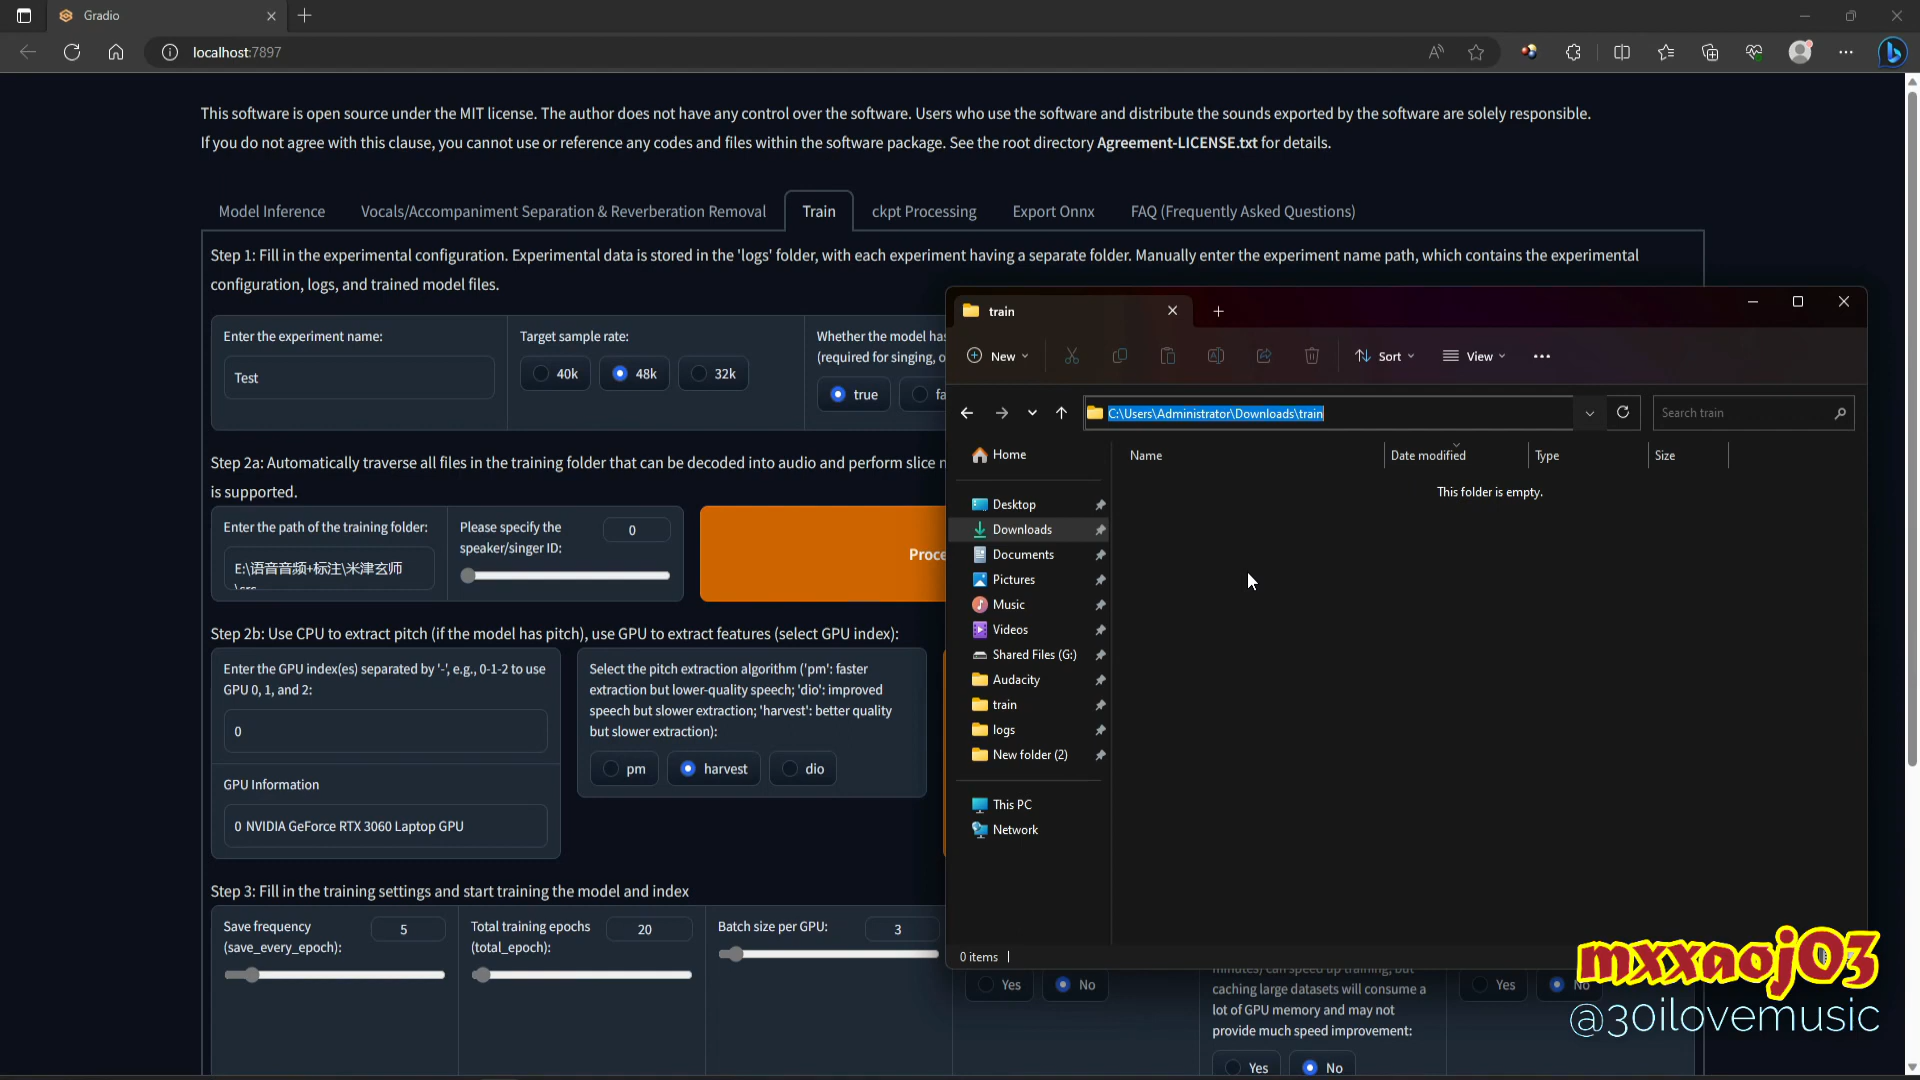 Gradio
localhost:7897
This software is open source under the MIT license. The author does not have any control over the software. Users who use the software and distribute the sounds exported by the software are solely responsible.
If you do not agree with this clause, you cannot use or reference any codes and files within the software package. See the root directory Agreement-LICENSE.txt for details.
Model Inference
Vocals/Accompaniment Separation & Reverberation Removal
Train
ckpt Processing
Export Onnx
FAQ (Frequently Asked Questions)
Step 1: Fill in the experimental configuration. Experimental data is stored in the 'logs' folder, with each experiment having a separate folder. Manually enter the experiment name path, which contains the experimental
configuration, logs, and trained model files.
Enter the experiment name:
Test
Target sample rate:
40k
48k
32k
Whether the model has
(required for singing, o
true
fa
Step 2a: Automatically traverse all files in the training folder that can be decoded into audio and perform slice n
is supported.
Enter the path of the training folder:
E:\语音音频+标注\米津玄师
\src
Please specify the
speaker/singer ID:
0
Proce
Step 2b: Use CPU to extract pitch (if the model has pitch), use GPU to extract features (select GPU index):
Enter the GPU index(es) separated by '-', e.g., 0-1-2 to use
GPU 0, 1, and 2:
0
GPU Information
0 NVIDIA GeForce RTX 3060 Laptop GPU
Select the pitch extraction algorithm ('pm': faster
extraction but lower-quality speech; 'dio': improved
speech but slower extraction; 'harvest': better quality
but slower extraction):
pm
harvest
dio
Step 3: Fill in the training settings and start training the model and index
Save frequency
(save_every_epoch):
5
Total training epochs
(total_epoch):
20
Batch size per GPU:
3
Yes
No
minutes) can speed up training, but
caching large datasets will consume a
lot of GPU memory and may not
provide much speed improvement:
Yes
No
Yes
No
train
New
Sort
View
C:\Users\Administrator\Downloads\train
Search train
Home
Desktop
Downloads
Documents
Pictures
Music
Videos
Shared Files (G:)
Audacity
train
logs
New folder (2)
This PC
Network
Name
Date modified
Type
Size
This folder is empty.
0 items
mxxaoj03
@30ilovemusic